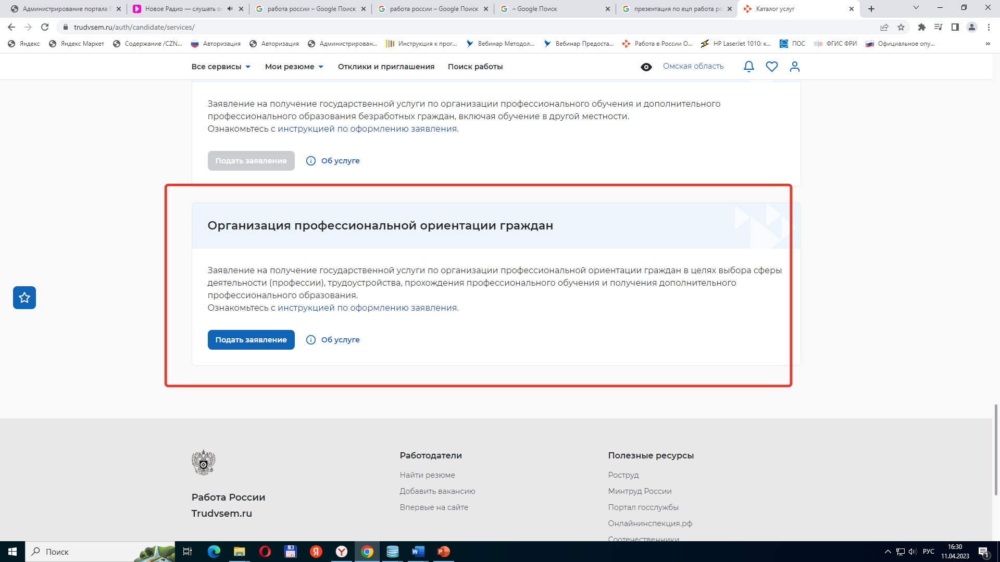 Администрирование портала
Новое Радио — слушать
работа россии – Google Поиск
работа россии – Google Поиск
– Google Поиск
презентация по ецп работа ро
Каталог услуг
trudvsem.ru/auth/candidate/services/
Яндекс
Яндекс Маркет
Содержание /CZN...
Авторизация
Авторизация
Администрирован...
Инструкция к прог...
Вебинар Методол...
Вебинар Предоста...
Работа в России О...
HP LaserJet 1010: к...
ПОС
ФГИС ФРИ
Официальное опу...
»
Все сервисы
Мои резюме
Отклики и приглашения
Поиск работы
Омская область
Заявление на получение государственной услуги по организации профессионального обучения и дополнительного
профессионального образования безработных граждан, включая обучение в другой местности.
Ознакомьтесь с инструкцией по оформлению заявления.
Подать заявление
Об услуге
Организация профессиональной ориентации граждан
Заявление на получение государственной услуги по организации профессиональной ориентации граждан в целях выбора сферы
деятельности (профессии), трудоустройства, прохождения профессионального обучения и получения дополнительного
профессионального образования.
Ознакомьтесь с инструкцией по оформлению заявления.
Подать заявление
Об услуге
Работа России
Trudvsem.ru
Работодатели
Найти резюме
Добавить вакансию
Впервые на сайте
Полезные ресурсы
Роструд
Минтруд России
Портал госслужбы
Онлайнинспекция.рф
Соотечественники
Поиск
РУС
16:30
11.04.2023
1